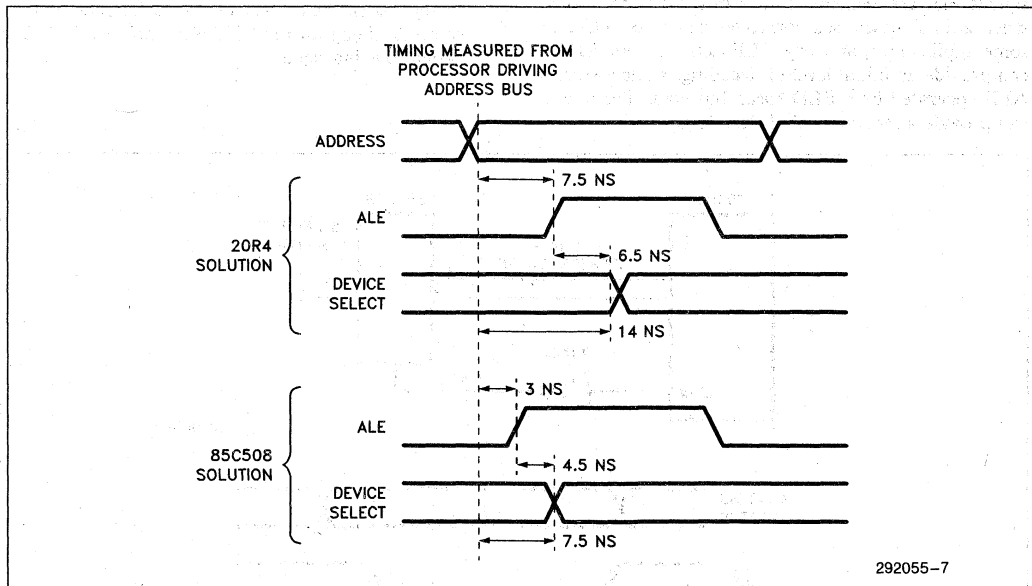 TIMING MEASURED FROM
PROCESSOR DRIVING
ADDRESS BUS
ADDRESS
7.5 NS
ALE
20R4
SOLUTION
6.5 NS
DEVICE
SELECT
14 NS
3 NS
ALE
85C508
SOLUTION
4.5 NS
DEVICE
SELECT
7.5 NS
292055-7